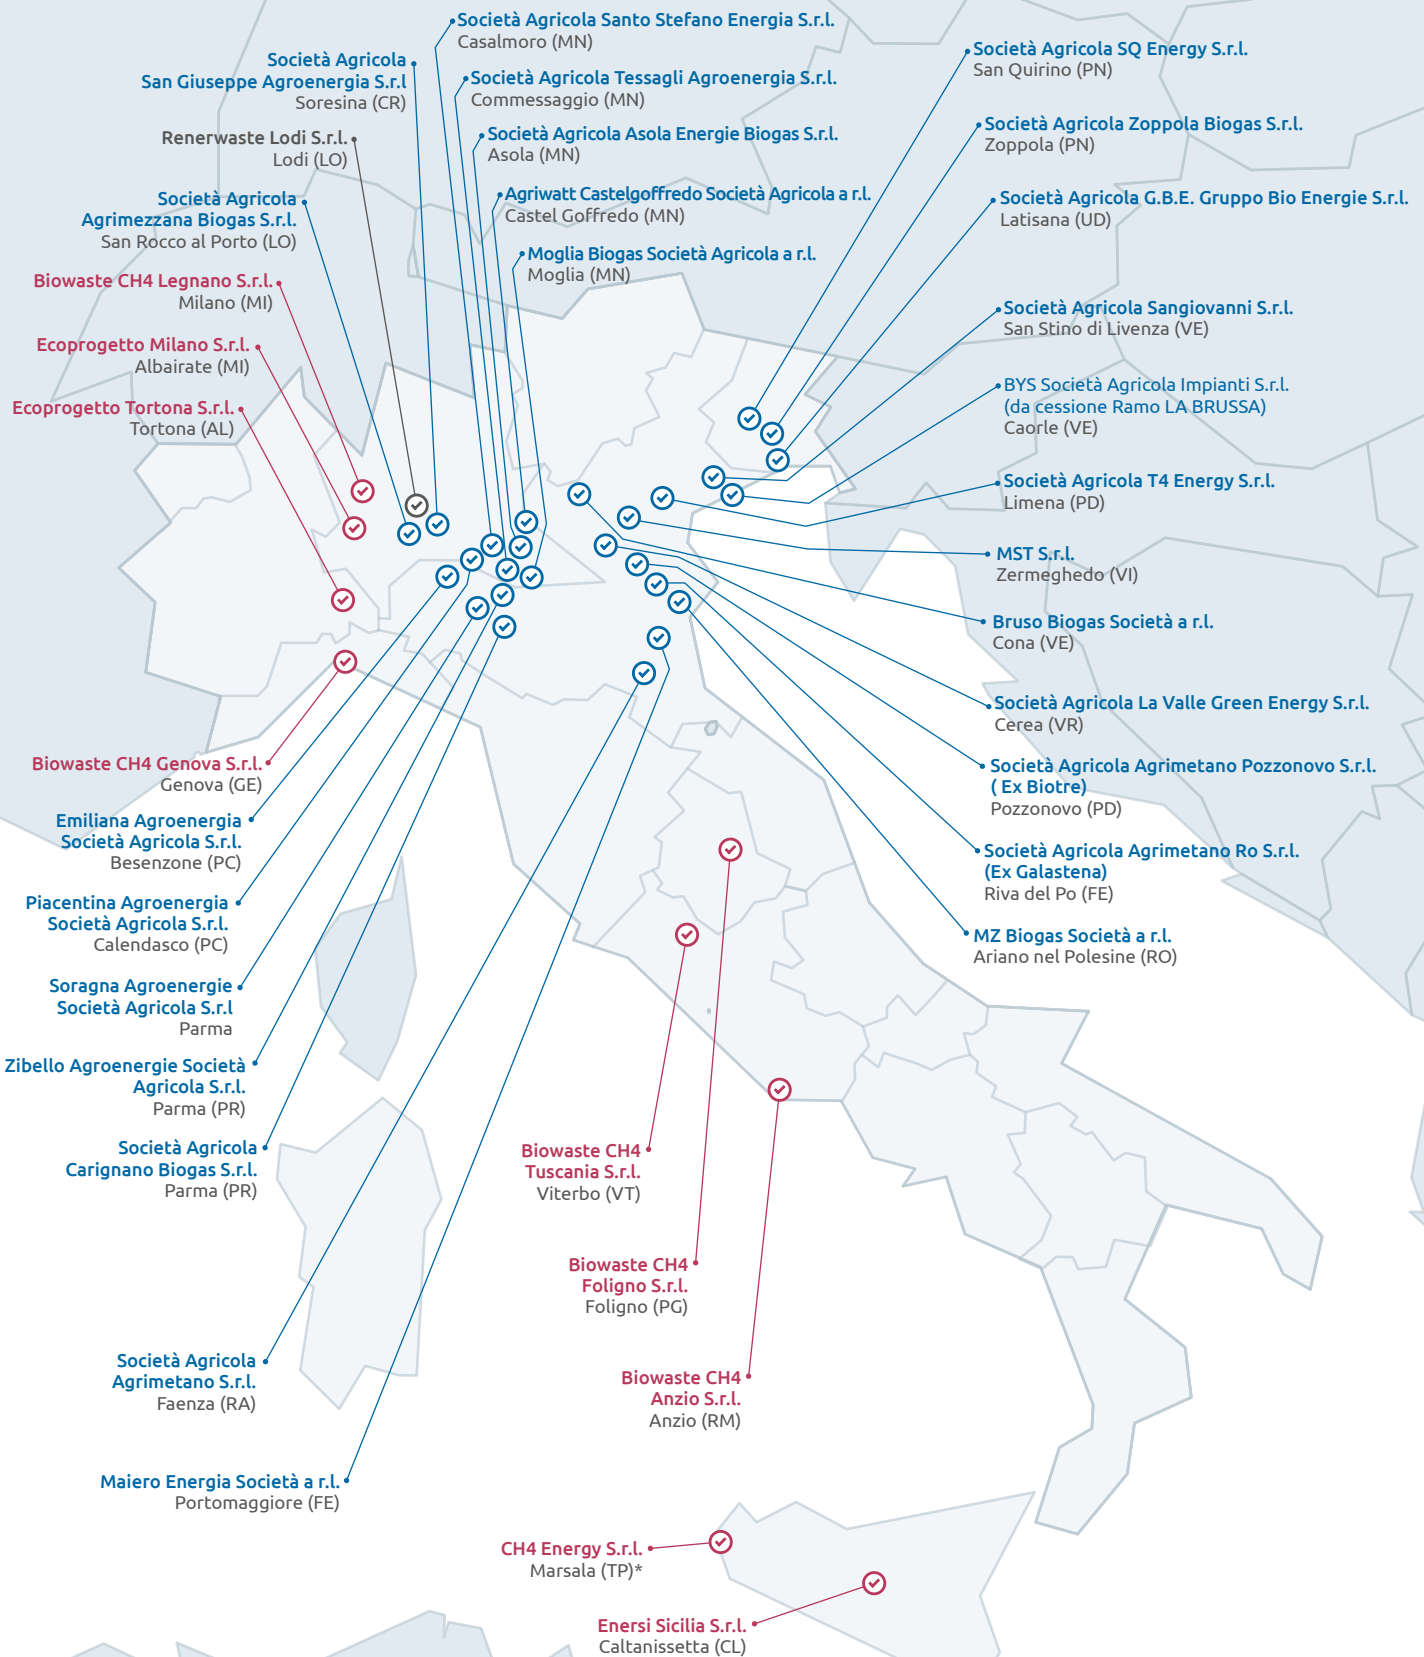 Società Agricola Santo Stefano Energia S.r.l.
Casalmoro (MN)
Società Agricola
San Giuseppe Agroenergia S.r.l
Soresina (CR)
Società Agricola Tessagli Agroenergia S.r.l.
Commessaggio (MN)
Renerwaste Lodi S.r.l.
Lodi (LO)
Società Agricola Asola Energie Biogas S.r.l.
Asola (MN)
Società Agricola
Agrimezzana Biogas S.r.l.
San Rocco al Porto (LO)
Agriwatt Castelgoffredo Società Agricola a r.l.
Castel Goffredo (MN)
Moglia Biogas Società Agricola a r.l.
Moglia (MN)
Biowaste CH4 Legnano S.r.l.
Milano (MI)
Ecoprogetto Milano S.r.l.
Albairate (MI)
Ecoprogetto Tortona S.r.l.
Tortona (AL)
Società Agricola SQ Energy S.r.l.
San Quirino (PN)
Società Agricola Zoppola Biogas S.r.l.
Zoppola (PN)
Società Agricola G.B.E. Gruppo Bio Energie S.r.l.
Latisana (UD)
Società Agricola Sangiovanni S.r.l.
San Stino di Livenza (VE)
BYS Società Agricola Impianti S.r.l.
(da cessione Ramo LA BRUSSA)
Caorle (VE)
Società Agricola T4 Energy S.r.l.
Limena (PD)
MST S.r.l.
Zermeghedo (VI)
Bruso Biogas Società a r.l.
Cona (VE)
Società Agricola La Valle Green Energy S.r.l.
Cerea (VR)
Società Agricola Agrimetano Pozzonovo S.r.l.
( Ex Biotre)
Pozzonovo (PD)
Società Agricola Agrimetano Ro S.r.l.
(Ex Galastena)
Riva del Po (FE)
MZ Biogas Società a r.l.
Ariano nel Polesine (RO)
Biowaste CH4 Genova S.r.l.
Genova (GE)
Emiliana Agroenergia
Società Agricola S.r.l.
Besenzone (PC)
Piacentina Agroenergia
Società Agricola S.r.l.
Calendasco (PC)
Soragna Agroenergie
Società Agricola S.r.l
Parma
Zibello Agroenergie Società
Agricola S.r.l.
Parma (PR)
Società Agricola
Carignano Biogas S.r.l.
Parma (PR)
Biowaste CH4
Tuscania S.r.l.
Viterbo (VT)
Biowaste CH4
Foligno S.r.l.
Foligno (PG)
Biowaste CH4
Anzio S.r.l.
Anzio (RM)
Società Agricola
Agrimetano S.r.l.
Faenza (RA)
Maiero Energia Società a r.l.
Portomaggiore (FE)
CH4 Energy S.r.l.
Marsala (TP)*
Enersi Sicilia S.r.l.
Caltanissetta (CL)